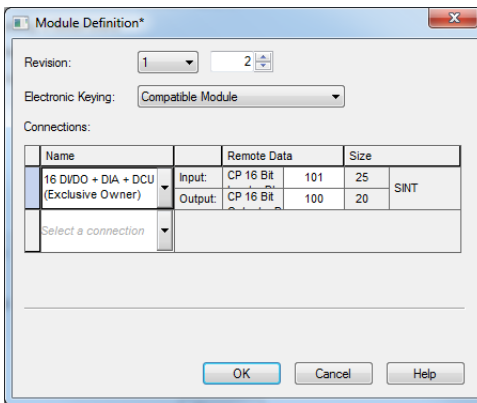 Module Definition*
X
Revision: 1 2
Electronic Keying: Compatible Module
Connections:
Name Remote Data Size
16 DI/DO + DIA + DCU
(Exclusive Owner)
Input: CP 16 Bit 101 25
SINT
Output: CP 16 Bit 100 20
Select a connection
OK Cancel Help